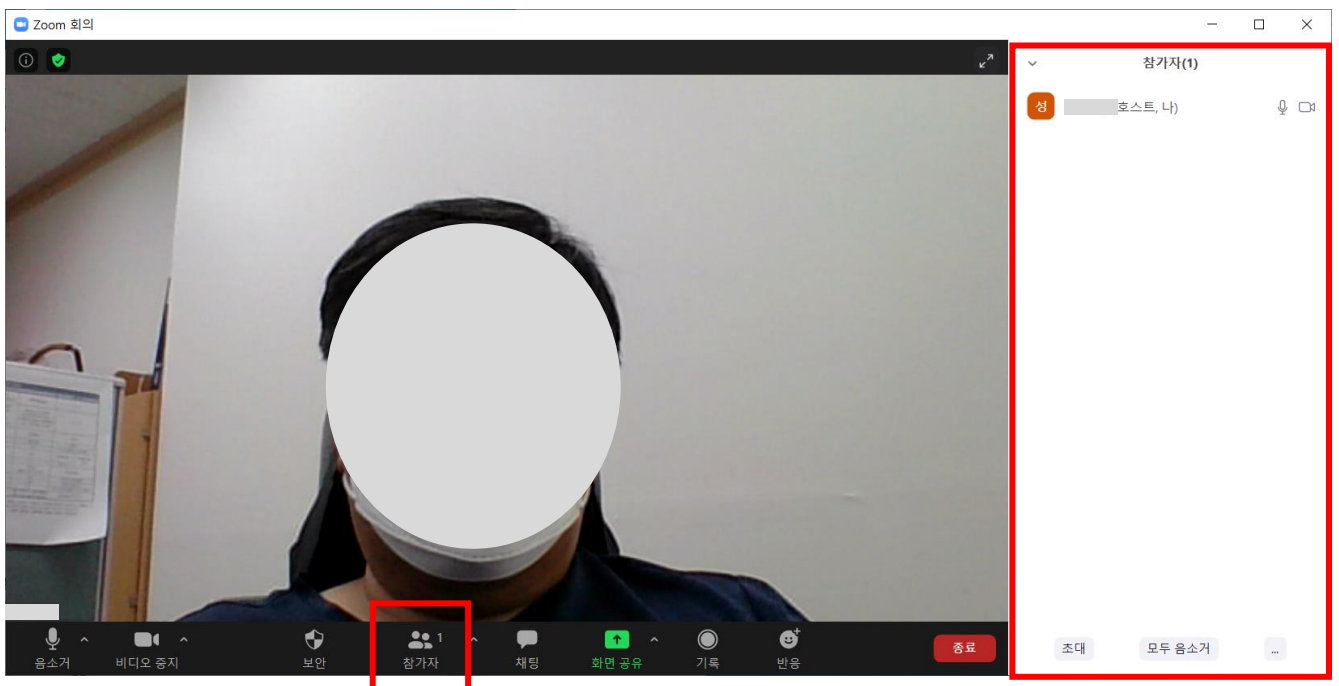 Zoom 회의
참가자(1)
성 호스트, 나)
1
음소거
비디오 중지
보안
참가자
채팅
화면 공유
기록
반응
종료
초대
모두 음소거
...